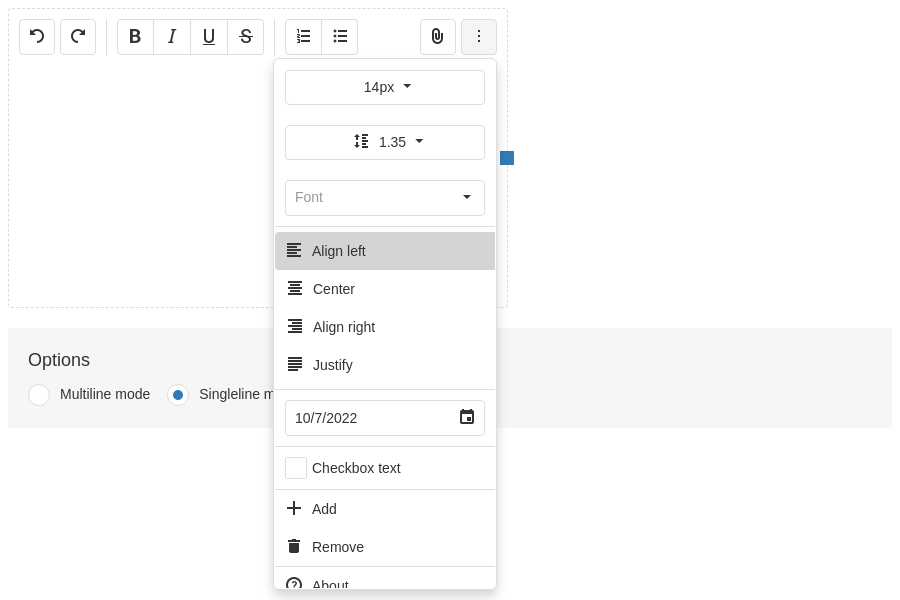 B I U S
14px
1.35
Font
Align left
Center
Align right
Justify
Options
Multiline mode
Singleline m
10/7/2022
Checkbox text
Add
Remove
About